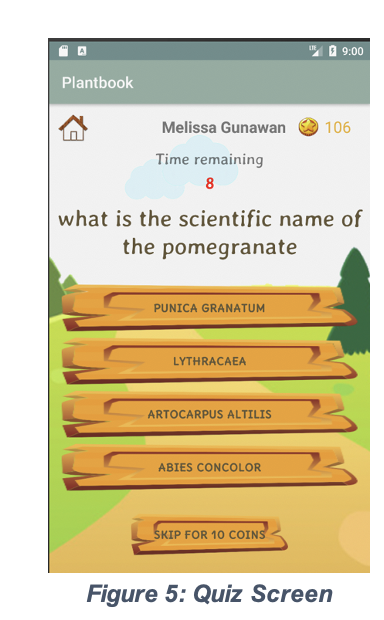 LTE 9:00
Plantbook
Melissa Gunawan 106
Time remaining
8
what is the scientific name of
the pomegranate
PUNICA GRANATUM
LYTHRACAEA
ARTOCARPUS ALTILIS
ABIES CONCOLOR
SKIP FOR 10 COINS
Figure 5: Quiz Screen